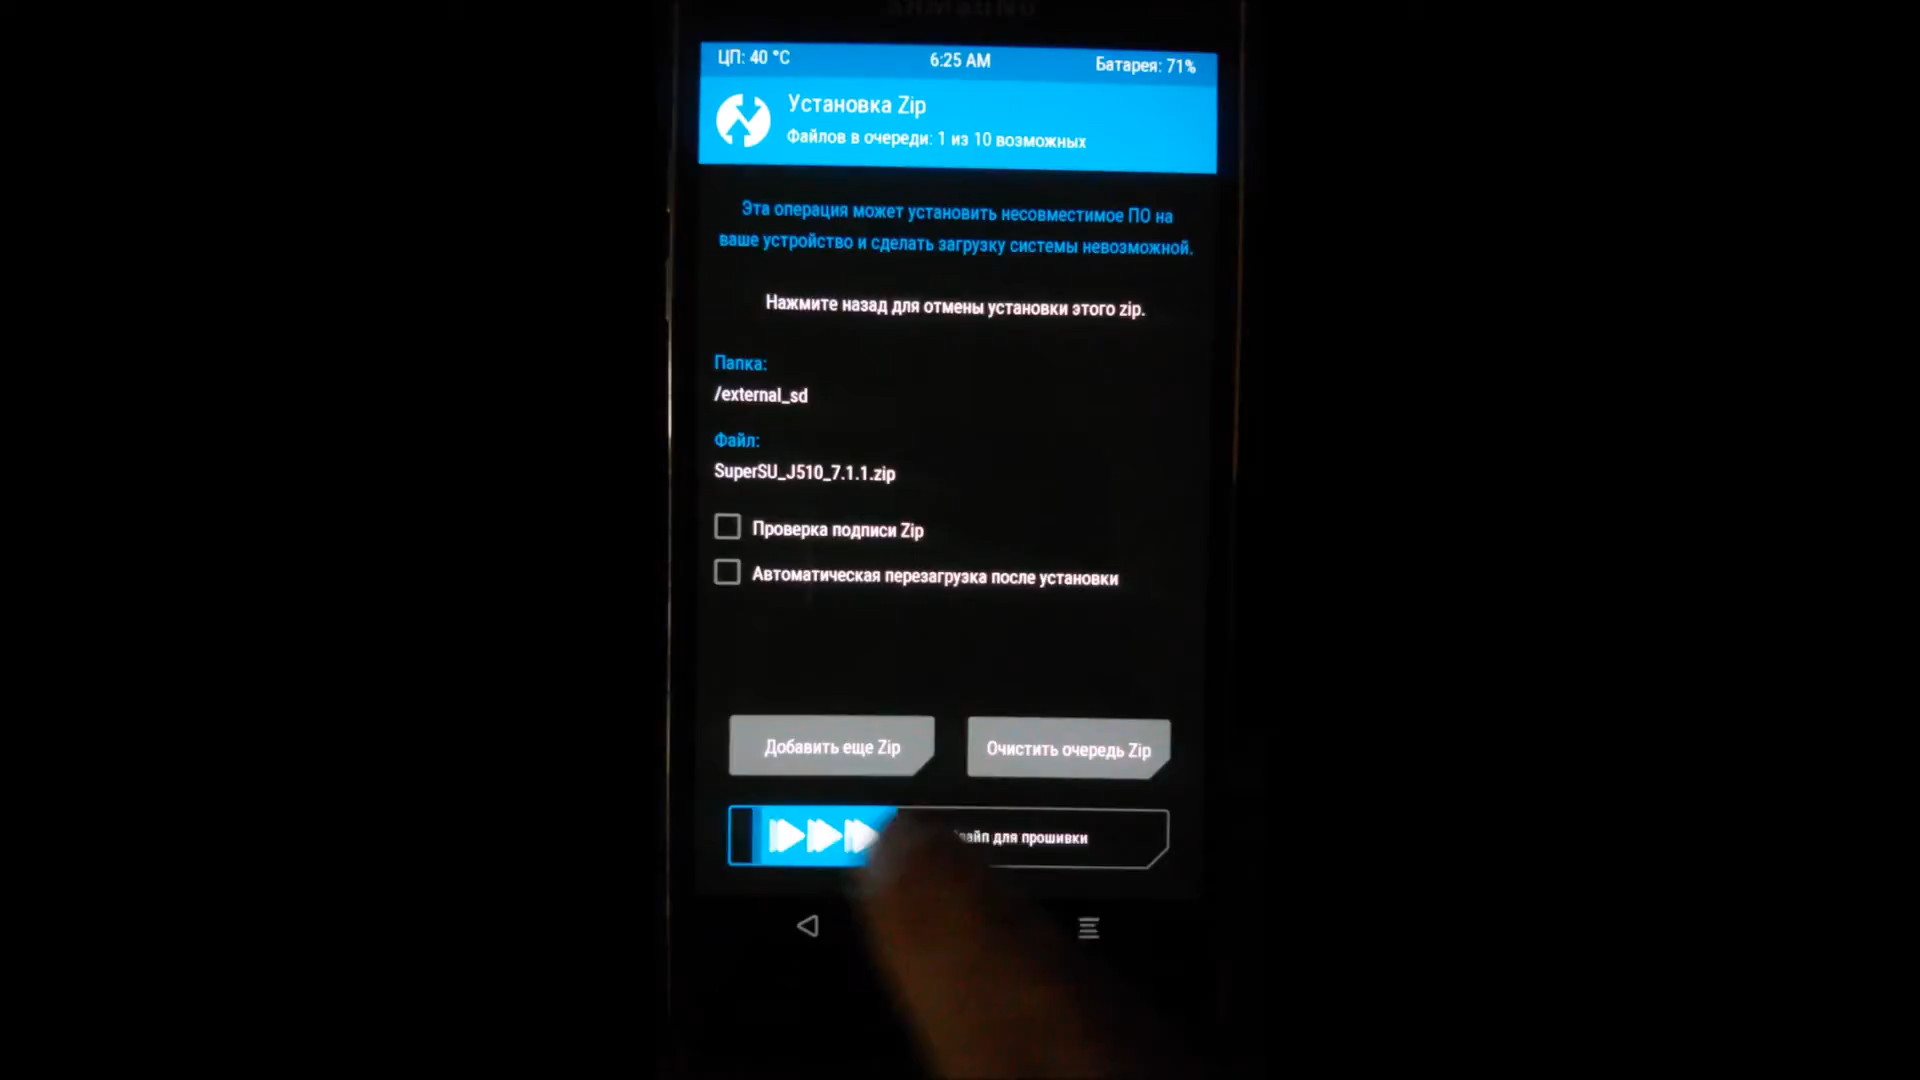 ЦП: 40 °C
6:25 AM
Батарея: 71%
Установка Zip
Файлов в очереди: 1 из 10 возможных
Эта операция может установить несовместимое ПО на
ваше устройство и сделать загрузку системы невозможной.
Нажмите назад для отмены установки этого zip.
Папка:
/external_sd
Файл:
SuperSU_J510_7.1.1.zip
Проверка подписи Zip
Автоматическая перезагрузка после установки
Добавить еще Zip
Очистить очередь Zip
для прошивки